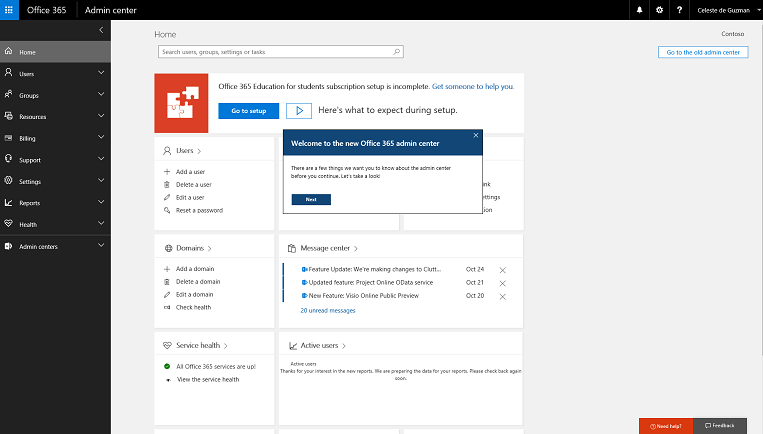 Office 365
Admin center
Celeste de Guzman
Home
Users
Groups
Resources
Billing
Support
Settings
Reports
Health
Admin centers
Home
Contoso
Search users, groups, settings or tasks
Go to the old admin center
Office 365 Education for students subscription setup is incomplete. Get someone to help you.
Go to setup
Here's what to expect during setup.
Welcome to the new Office 365 admin center
There are a few things we want you to know about the admin center
before you continue. Let's take a look!
Next
Users
Add a user
Delete a user
Edit a user
Reset a password
nk
ettings
ion
Domains
Add a domain
Delete a domain
Edit a domain
Check health
Message center
Feature Update: We're making changes to Clutt... Oct 24
Updated feature: Project Online OData service Oct 21
New Feature: Visio Online Public Preview Oct 20
20 unread messages
Service health
All Office 365 services are up!
View the service health
Active users
Active users
Thanks for your interest in the new reports. We are preparing the data for your reports. Please check back again
soon.
Need help?
Feedback